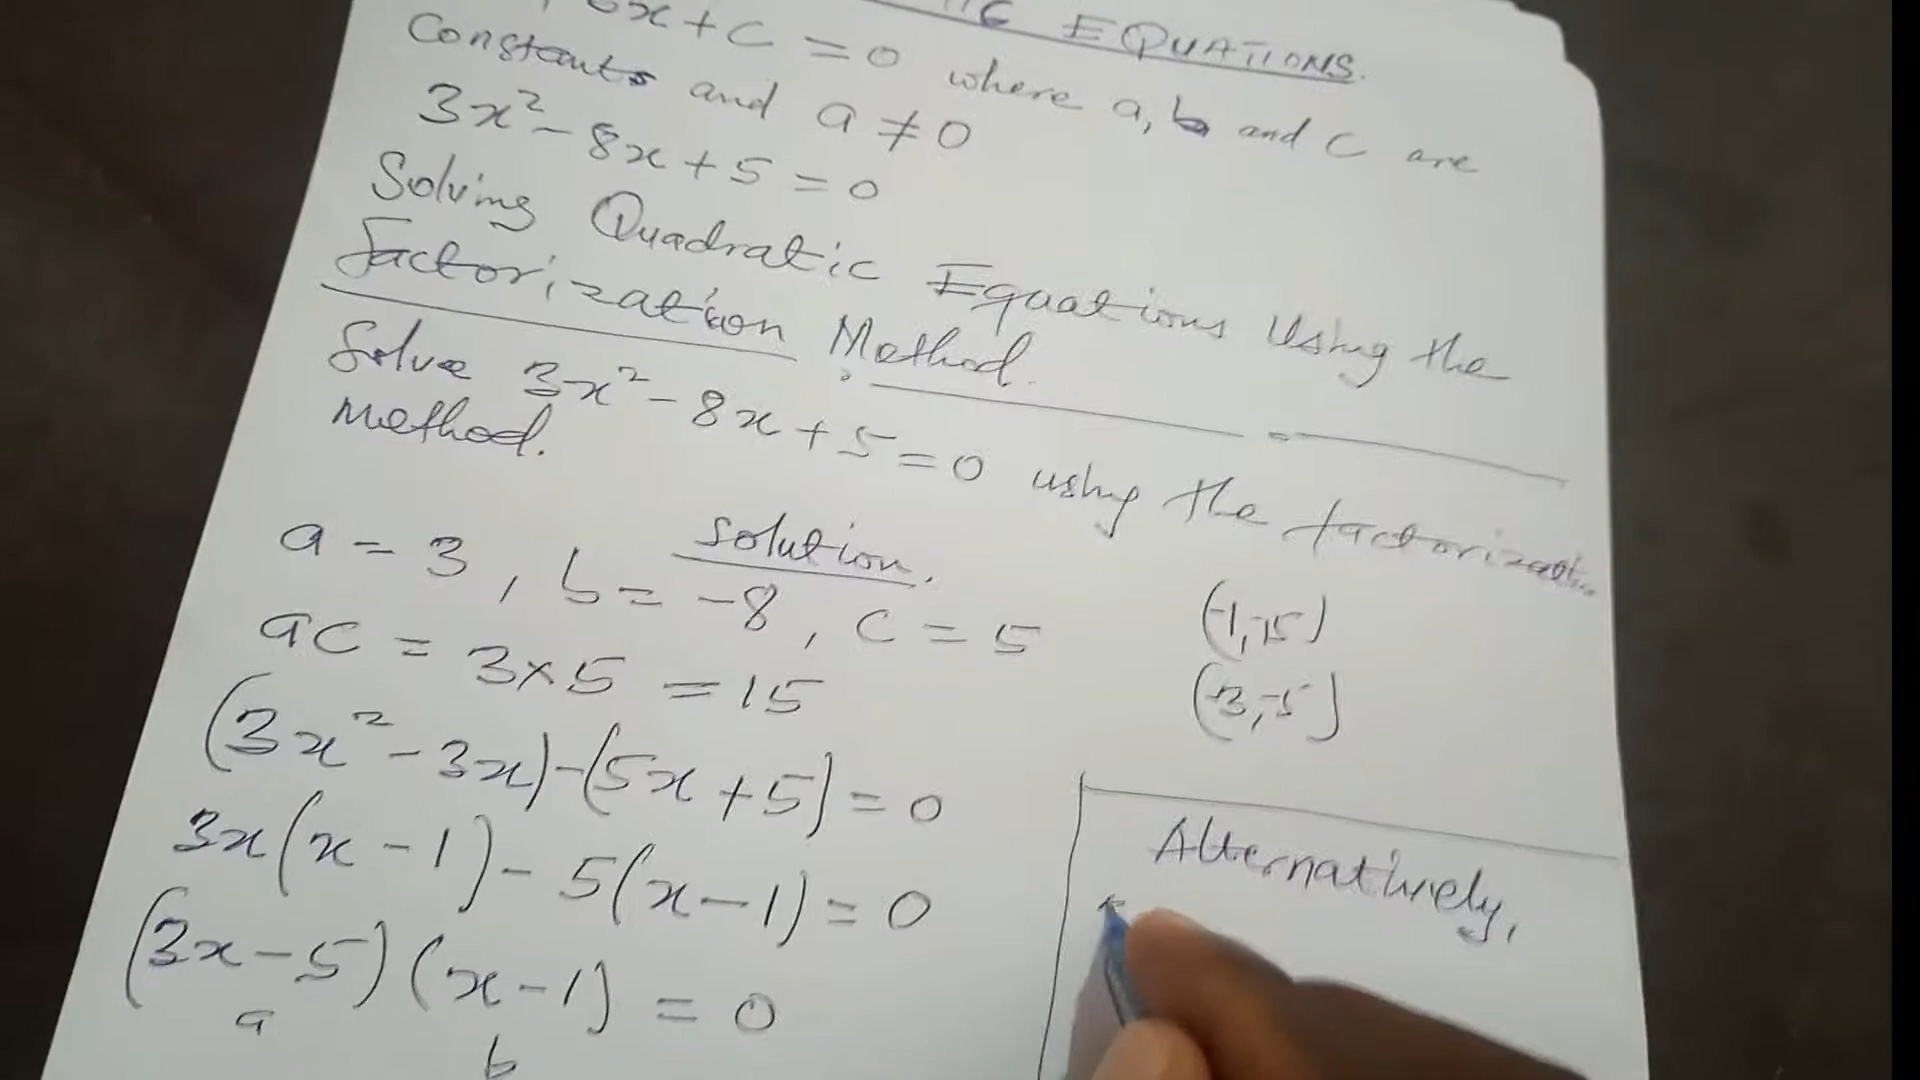 EQUATIONS.
x + c = 0 where a, b and c are
Constants and a ≠ 0
3x² - 8x + 5 = 0
Solving Quadratic Equations Using the
Factorization Method.
Solve 3x² - 8x + 5 = 0 using the factorizati
method.
solution.
a = 3, b = -8, c = 5
ac = 3 × 5 = 15
(-1, -15)
(-3, -5)
(3x² - 3x) - (5x + 5) = 0
3x(x - 1) - 5(x - 1) = 0
(3x - 5)(x - 1) = 0
a b
Alternatively,